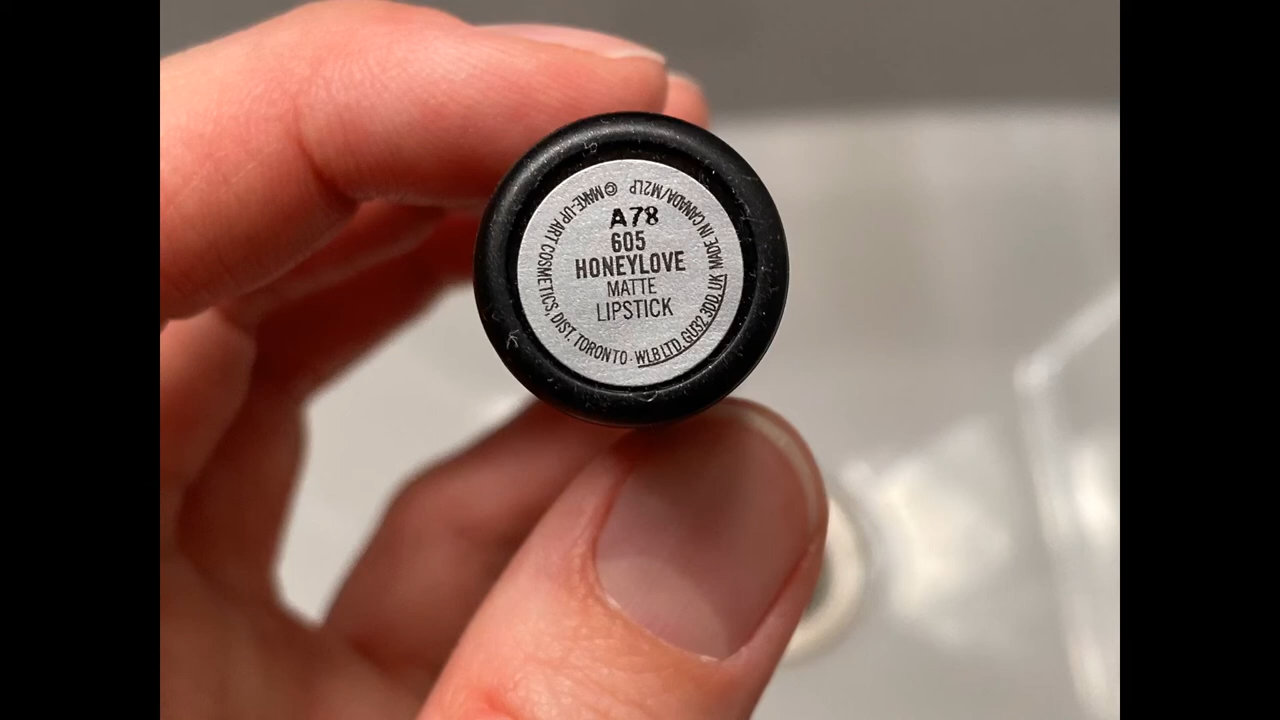 A78
605
HONEYLOVE
MATTE
LIPSTICK
© MAKE-UP ART COSMETICS, DIST. TORONTO · WLB LTD. GU32 3DD UK MADE IN CANADA/M2LP